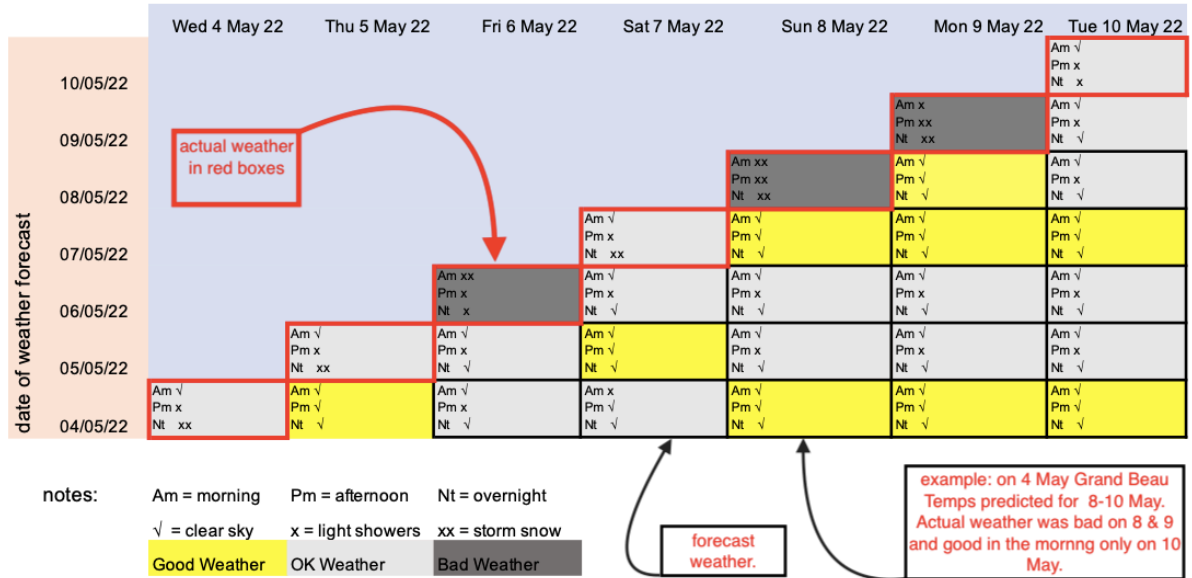 Wed 4 May 22 Thu 5 May 22 Fri 6 May 22 Sat 7 May 22 Sun 8 May 22 Mon 9 May 22 Tue 10 May 22
date of weather forecast
10/05/22
Am √
Pm x
Nt x
09/05/22
Am x Am √
Pm xx Pm x
Nt xx Nt √
actual weather
in red boxes
08/05/22
Am xx Am √ Am √
Pm xx Pm √ Pm x
Nt xx Nt √ Nt √
07/05/22
Am √ Am √ Am √ Am √
Pm x Pm √ Pm √ Pm √
Nt xx Nt √ Nt √ Nt √
06/05/22
Am xx Am √ Am √ Am √ Am √
Pm x Pm x Pm x Pm x Pm x
Nt x Nt √ Nt √ Nt √ Nt √
05/05/22
Am √ Am √ Am √ Am √ Am √ Am √
Pm x Pm x Pm √ Pm x Pm x Pm x
Nt xx Nt √ Nt √ Nt √ Nt √ Nt √
04/05/22
Am √ Am √ Am √ Am x Am √ Am √ Am √
Pm x Pm √ Pm x Pm √ Pm √ Pm √ Pm √
Nt xx Nt √ Nt √ Nt √ Nt √ Nt √ Nt √
notes: Am = morning Pm = afternoon Nt = overnight
√ = clear sky x = light showers xx = storm snow
Good Weather OK Weather Bad Weather
forecast
weather.
example: on 4 May Grand Beau
Temps predicted for 8-10 May.
Actual weather was bad on 8 & 9
and good in the mornng only on 10
May.